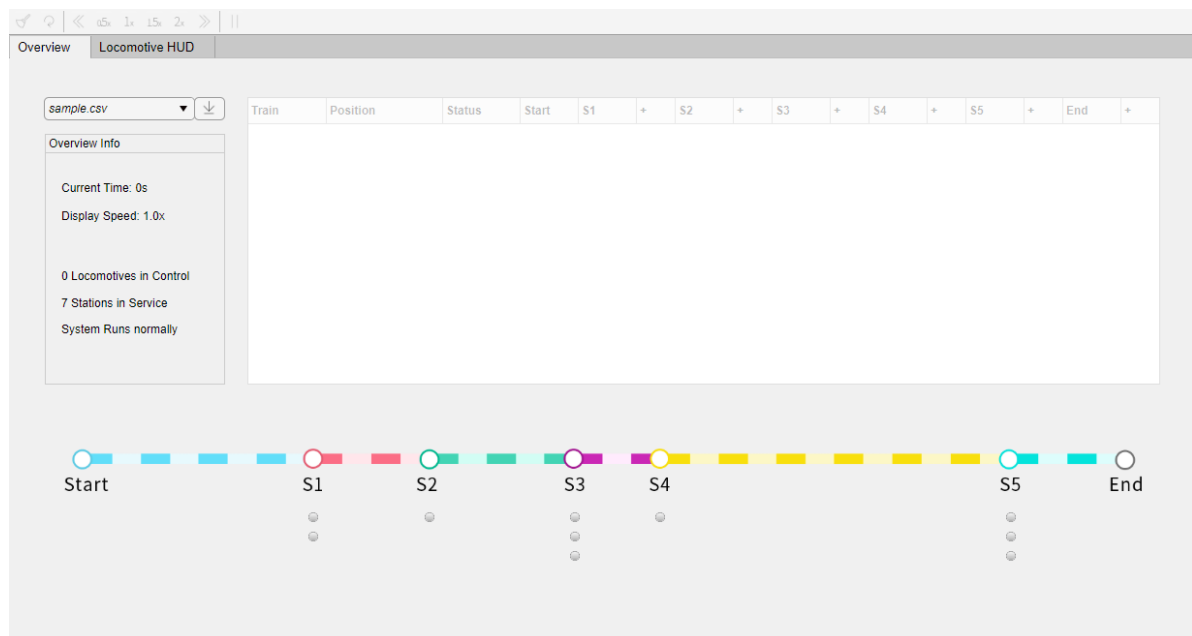 0.5x 1x 1.5x 2x
Overview Locomotive HUD
sample.csv
Train Position Status Start S1 + S2 + S3 + S4 + S5 + End +
Overview Info
Current Time: 0s
Display Speed: 1.0x
0 Locomotives in Control
7 Stations in Service
System Runs normally
Start S1 S2 S3 S4 S5 End